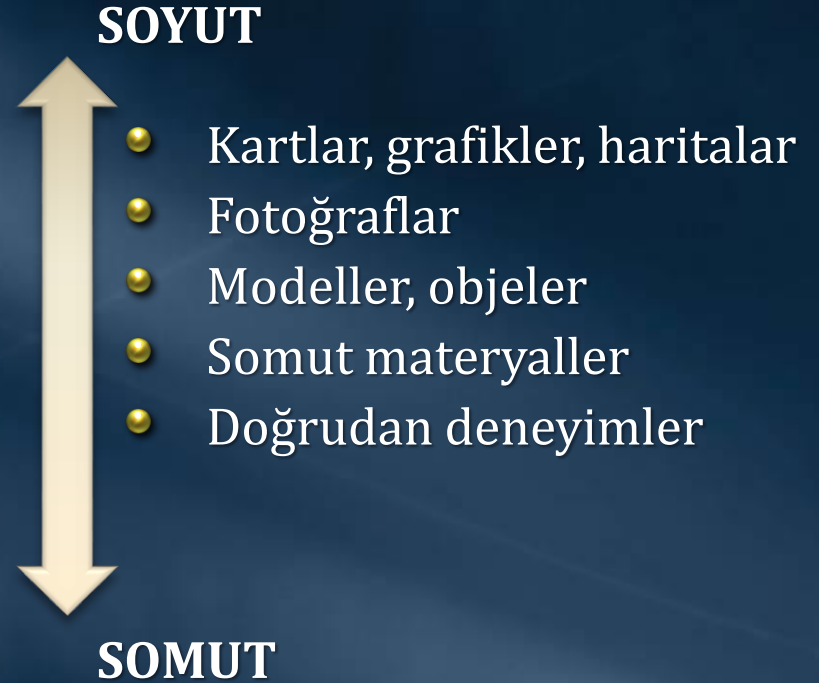 SOYUT
Kartlar, grafikler, haritalar
Fotoğraflar
Modeller, objeler
Somut materyaller
Doğrudan deneyimler
SOMUT